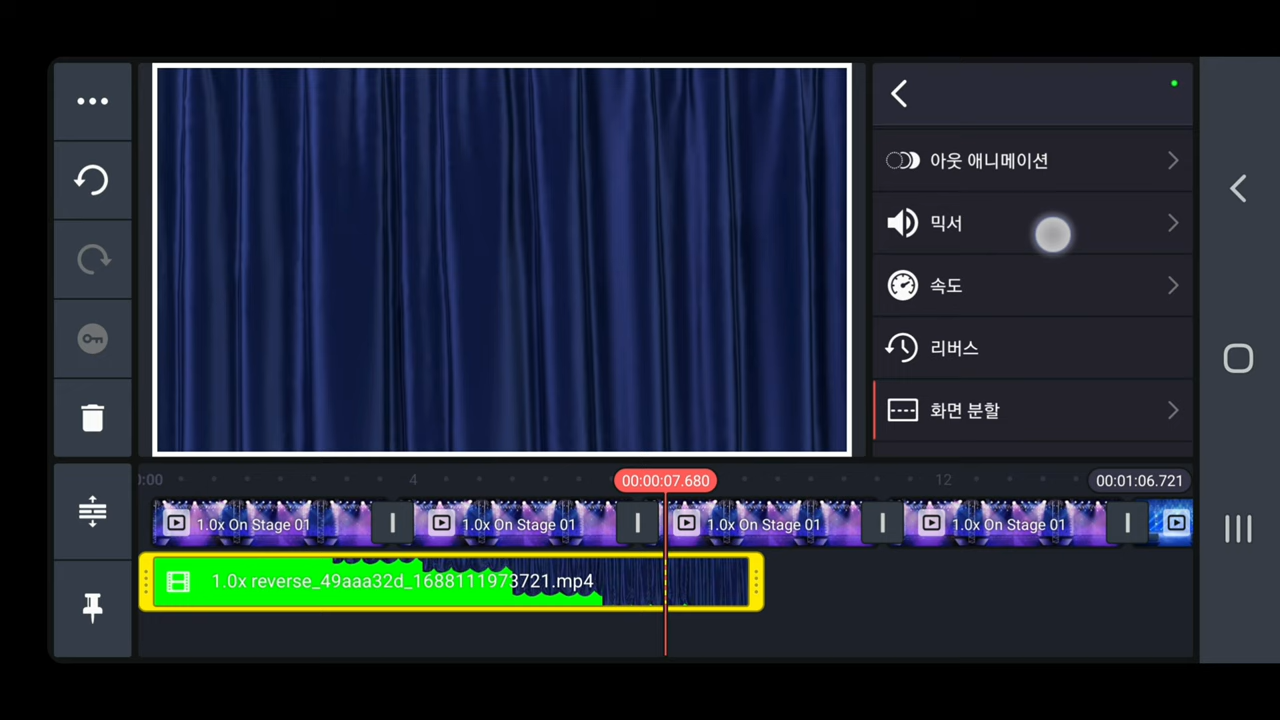 아웃 애니메이션
믹서
속도
리버스
화면 분할
0:00
4
00:00:07.680
12
00:01:06.721
1.0x On Stage 01
1.0x On Stage 01
1.0x On Stage 01
1.0x On Stage 01
1.0x reverse_49aaa32d_1688111973721.mp4